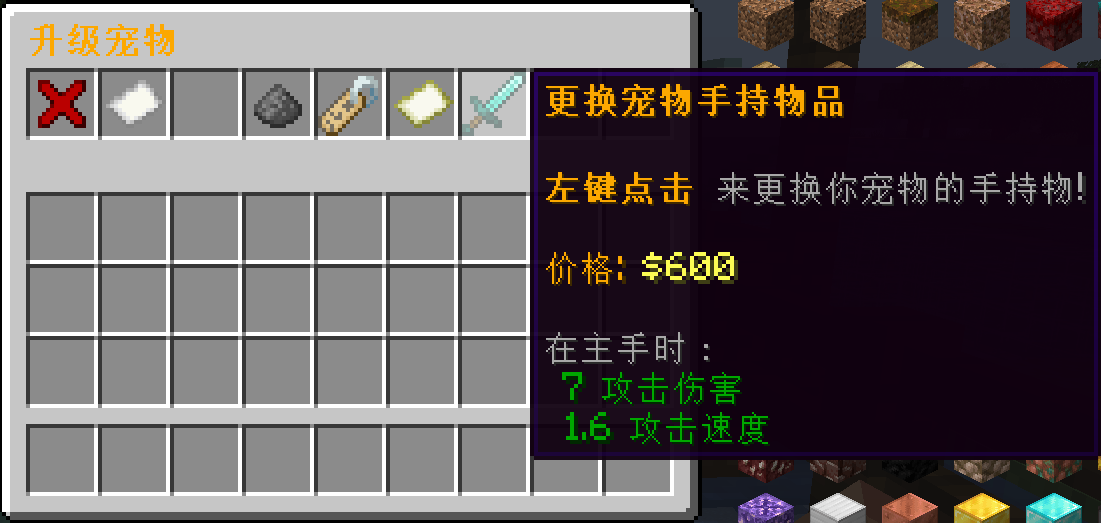 升级宠物
更换宠物手持物品
左键点击 来更换你宠物的手持物!
价格: $600
在主手时：
7 攻击伤害
1.6 攻击速度